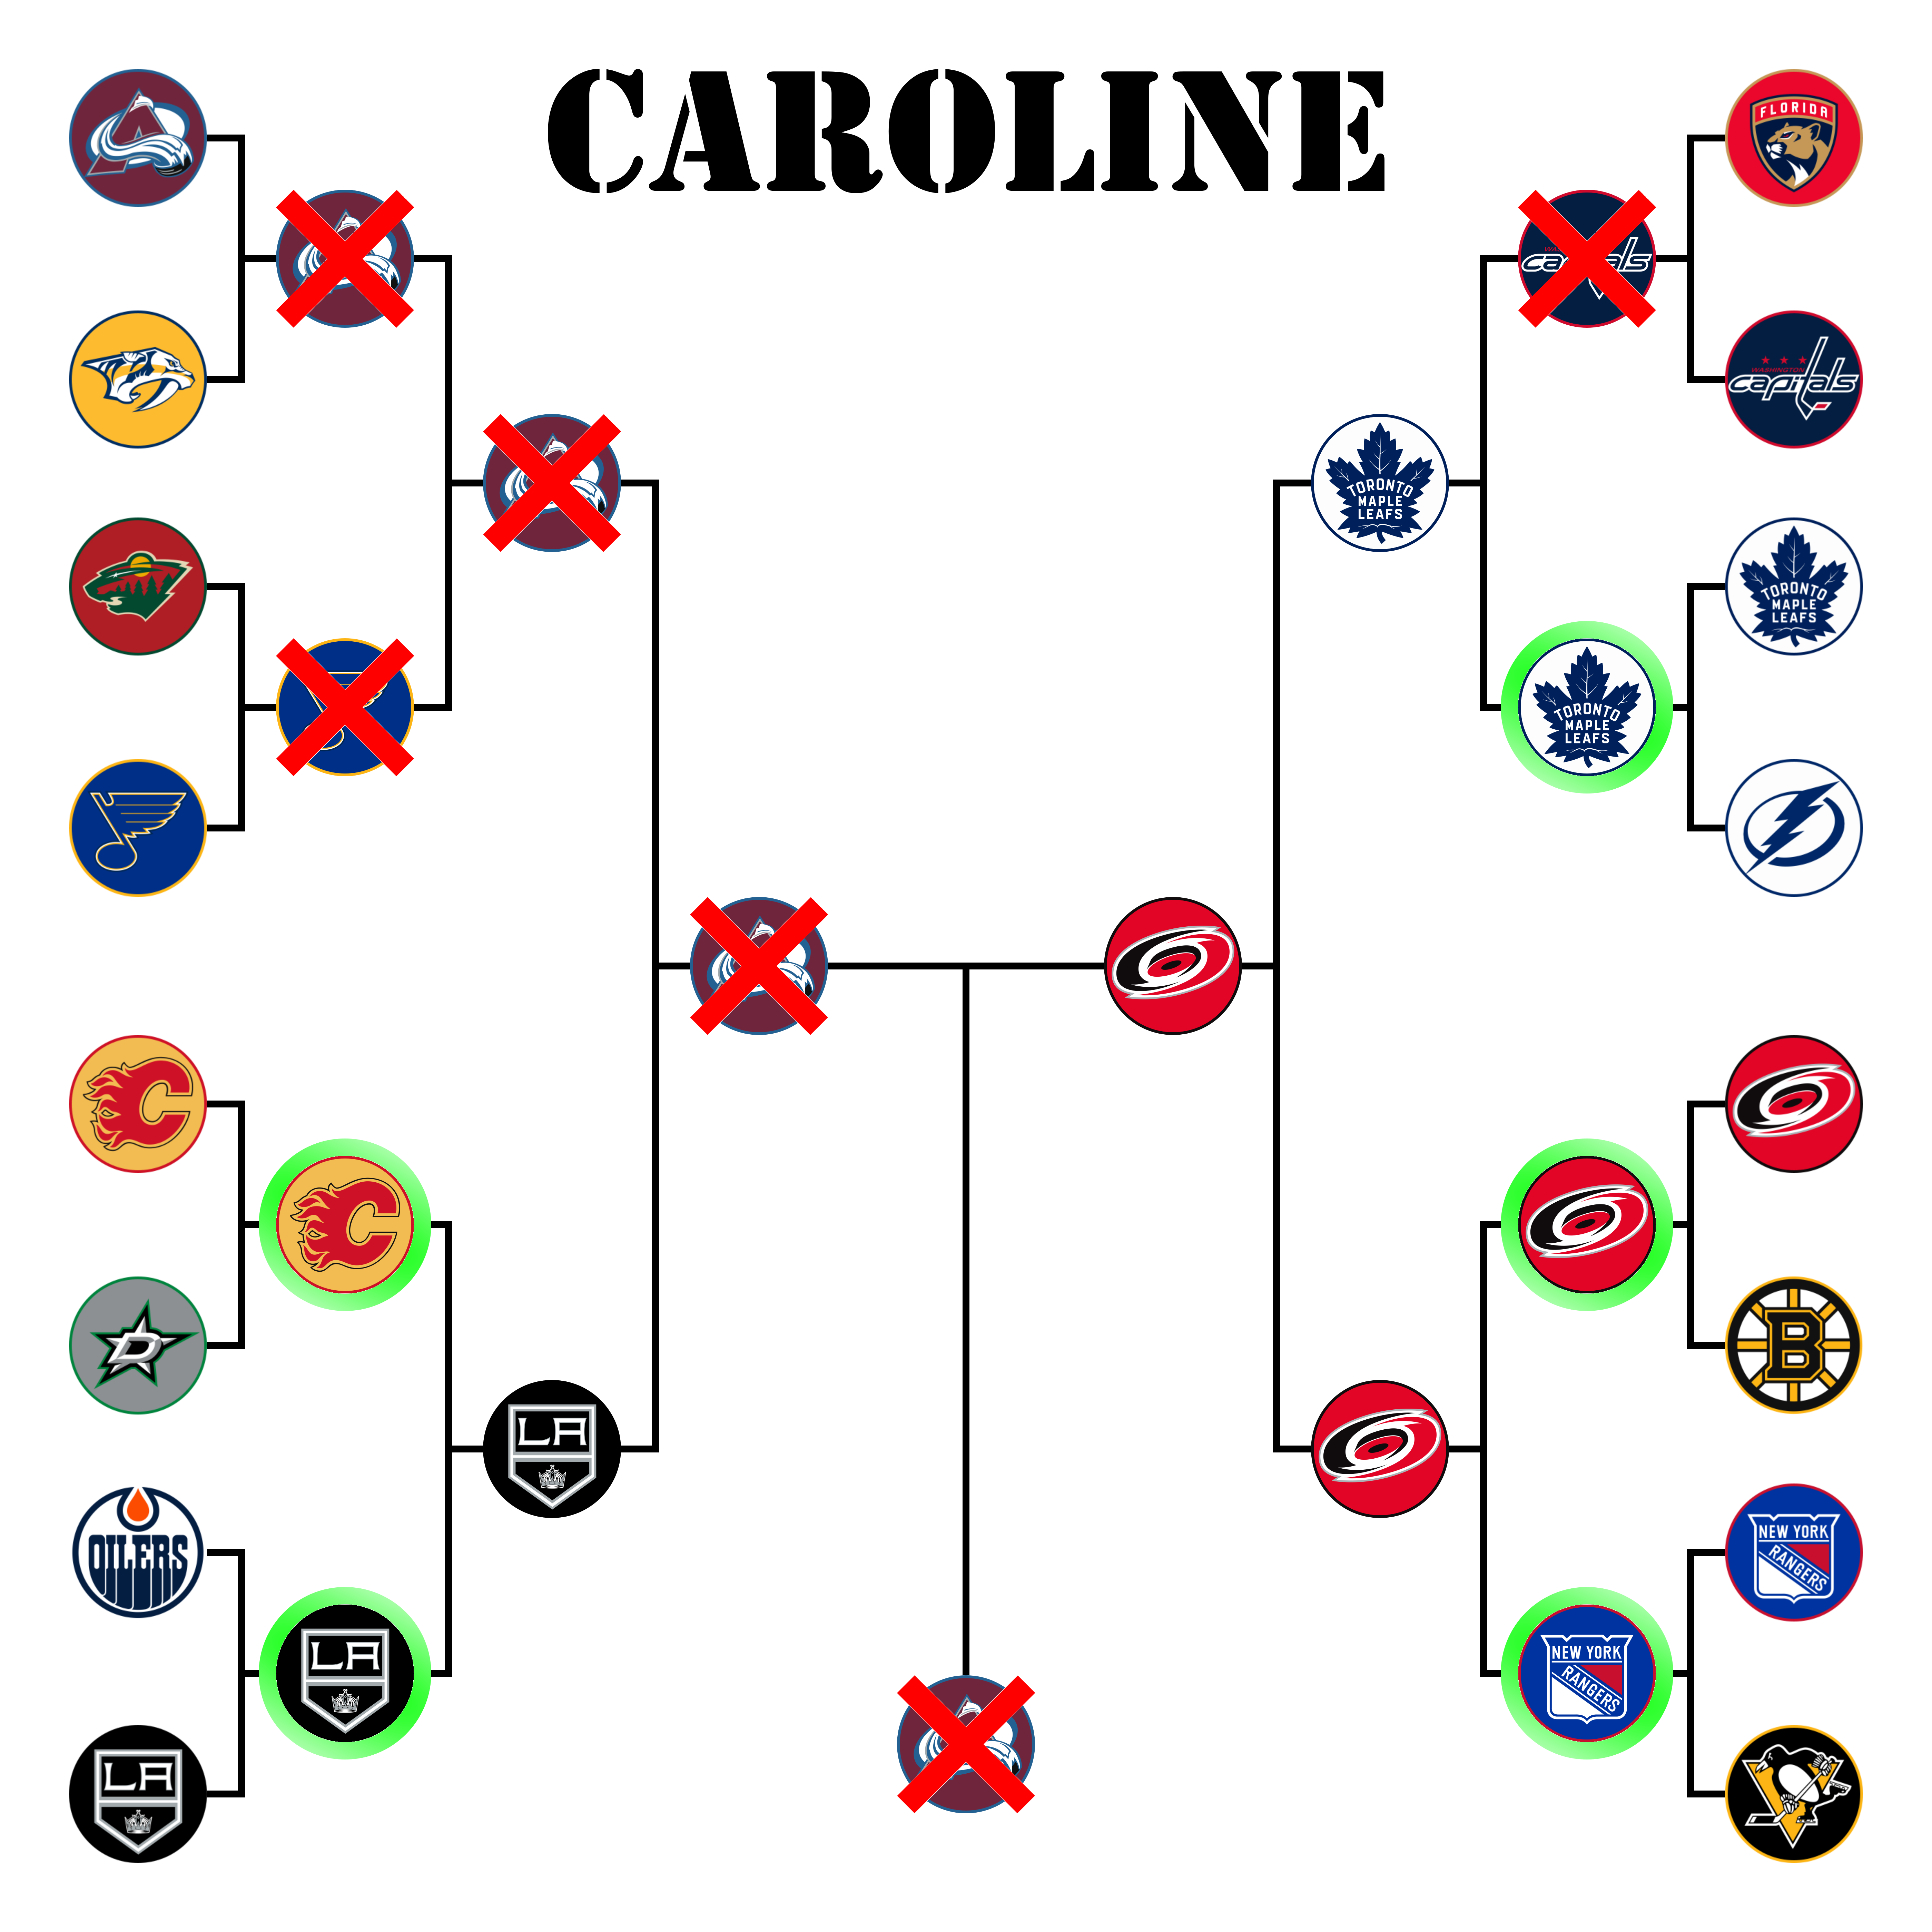 CAROLINE
FLORIDA
WASHINGTON
capitals
TORONTO
MAPLE
LEAFS
TORONTO
MAPLE
LEAFS
TORONTO
MAPLE
LEAFS
D
C
C
B
OILERS
LA
LA
LA
NEW YORK
RANGERS
NEW YORK
RANGERS